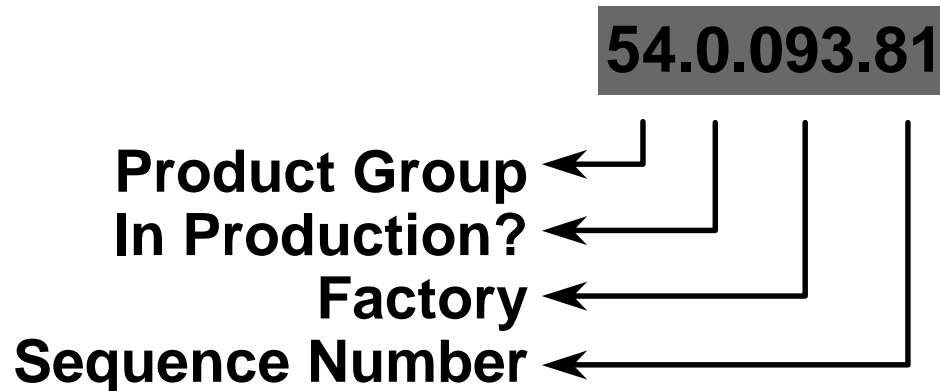 54.0.093.81
Product Group
In Production?
Factory
Sequence Number